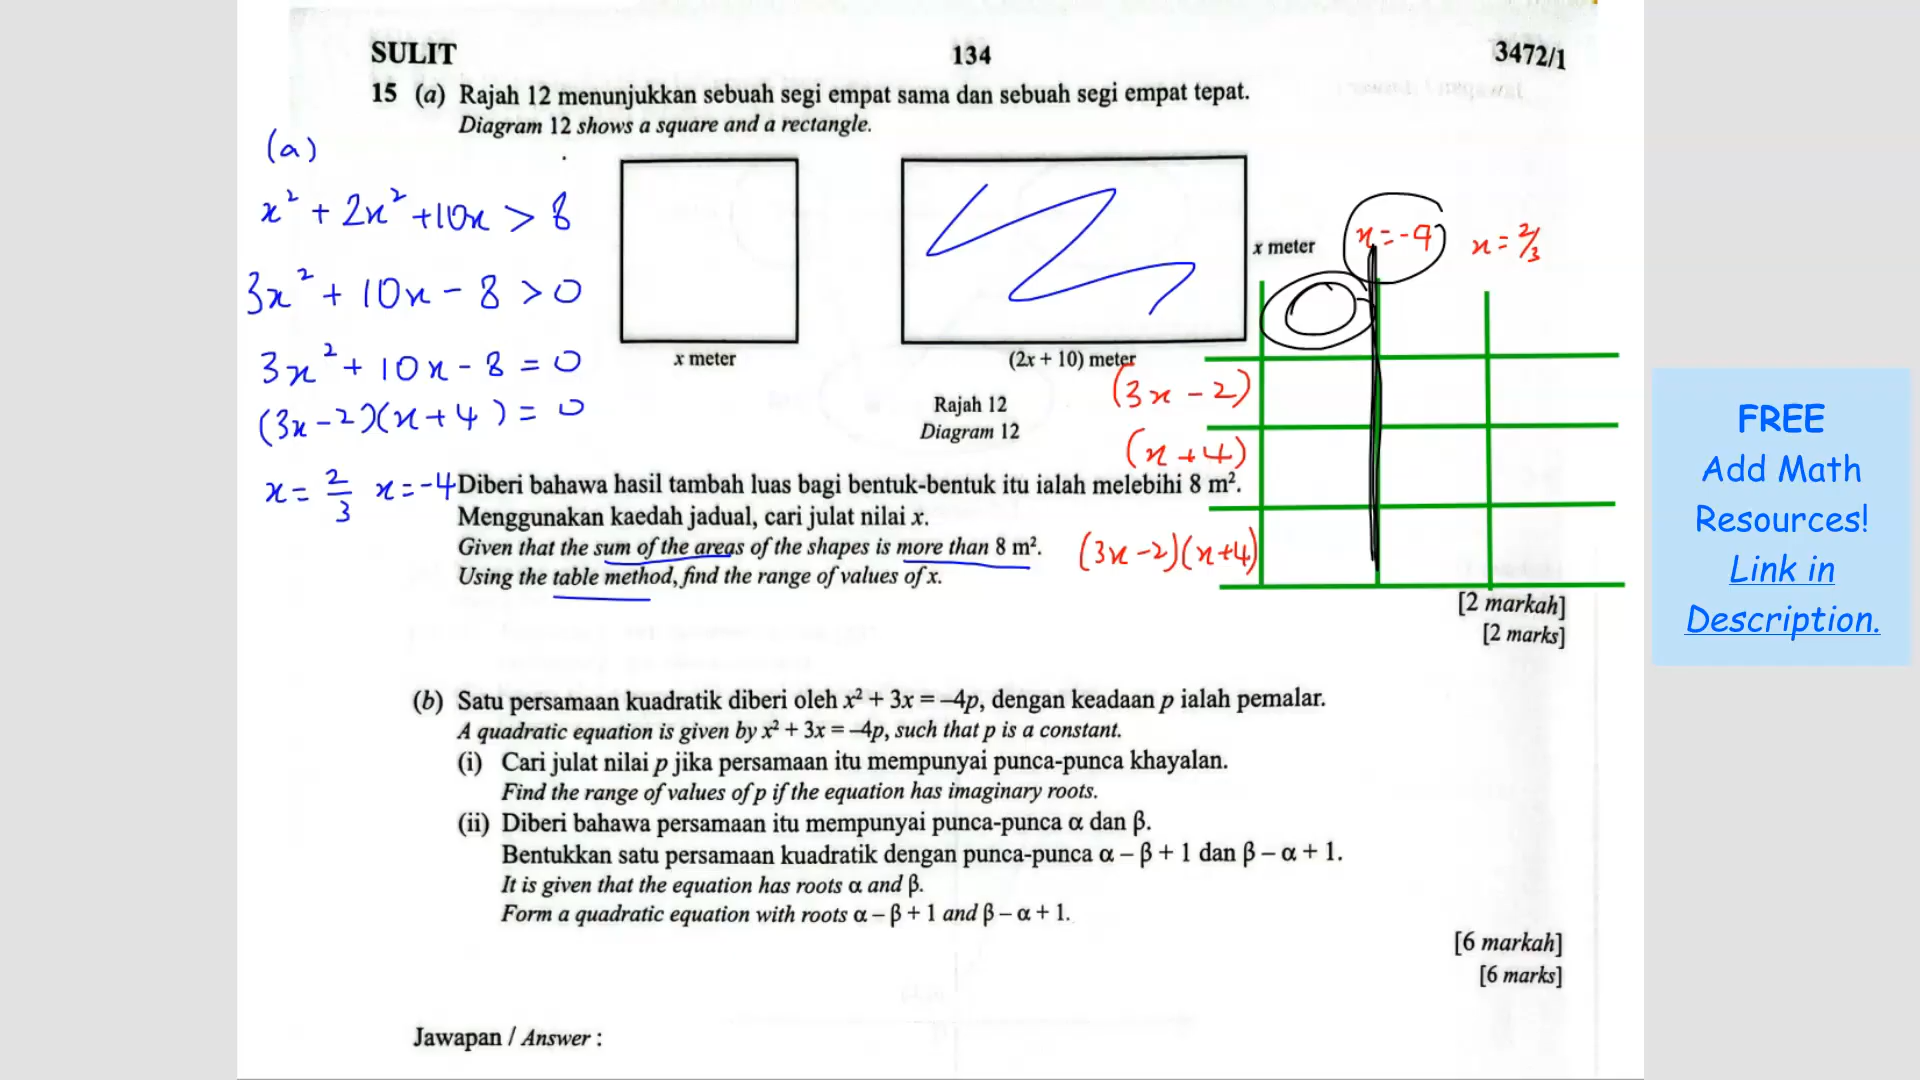 SULIT 134 3472/1
15 (a) Rajah 12 menunjukkan sebuah segi empat sama dan sebuah segi empat tepat.
Diagram 12 shows a square and a rectangle.
(a)
x² + 2x² + 10x > 8
3x² + 10x - 8 > 0
3x² + 10x - 8 = 0
(3x - 2)(x + 4) = 0
x = 2/3 x = -4
x meter
(2x + 10) meter
x meter
Rajah 12
Diagram 12
x = -4 x = 2/3
(3x - 2)
(x + 4)
(3x - 2)(x + 4)
Diberi bahawa hasil tambah luas bagi bentuk-bentuk itu ialah melebihi 8 m².
Menggunakan kaedah jadual, cari julat nilai x.
Given that the sum of the areas of the shapes is more than 8 m².
Using the table method, find the range of values of x.
[2 markah]
[2 marks]
(b) Satu persamaan kuadratik diberi oleh x² + 3x = –4p, dengan keadaan p ialah pemalar.
A quadratic equation is given by x² + 3x = –4p, such that p is a constant.
(i) Cari julat nilai p jika persamaan itu mempunyai punca-punca khayalan.
Find the range of values of p if the equation has imaginary roots.
(ii) Diberi bahawa persamaan itu mempunyai punca-punca α dan β.
Bentukkan satu persamaan kuadratik dengan punca-punca α – β + 1 dan β – α + 1.
It is given that the equation has roots α and β.
Form a quadratic equation with roots α – β + 1 and β – α + 1.
[6 markah]
[6 marks]
Jawapan / Answer :
FREE
Add Math
Resources!
Link in
Description.